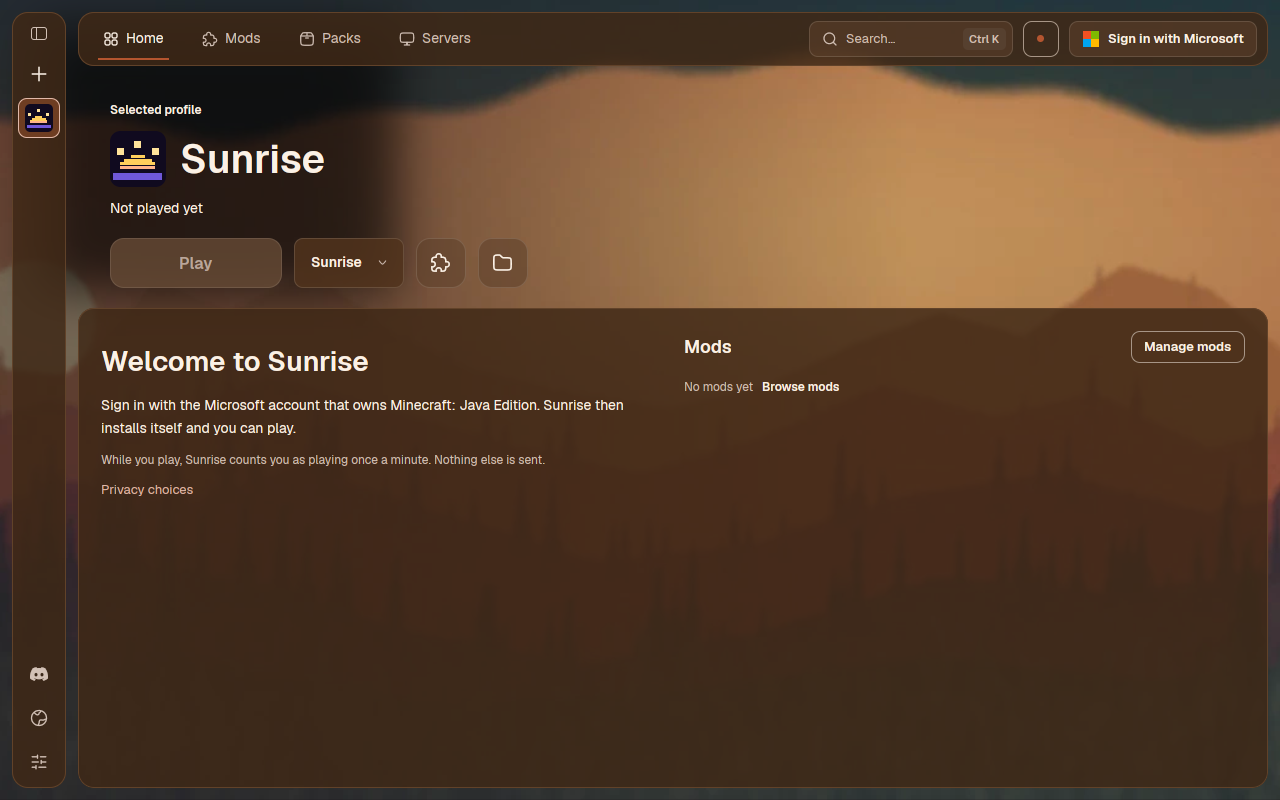 Home
Mods
Packs
Servers
Search...
Ctrl K
Sign in with Microsoft
Selected profile
Sunrise
Not played yet
Play
Sunrise
Welcome to Sunrise
Sign in with the Microsoft account that owns Minecraft: Java Edition. Sunrise then
installs itself and you can play.
While you play, Sunrise counts you as playing once a minute. Nothing else is sent.
Privacy choices
Mods
Manage mods
No mods yet Browse mods